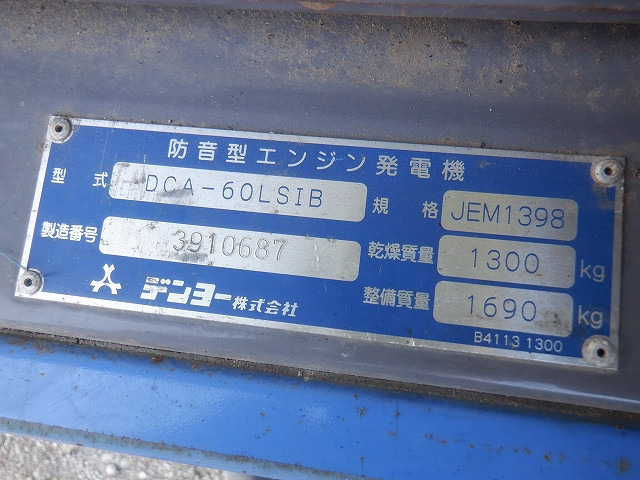 防音型エンジン発電機
型式 DCA-60LSIB 規格 JEM1398
製造番号 3910687 乾燥質量 1300 kg
デンヨー株式会社 整備質量 1690 kg
B41131300